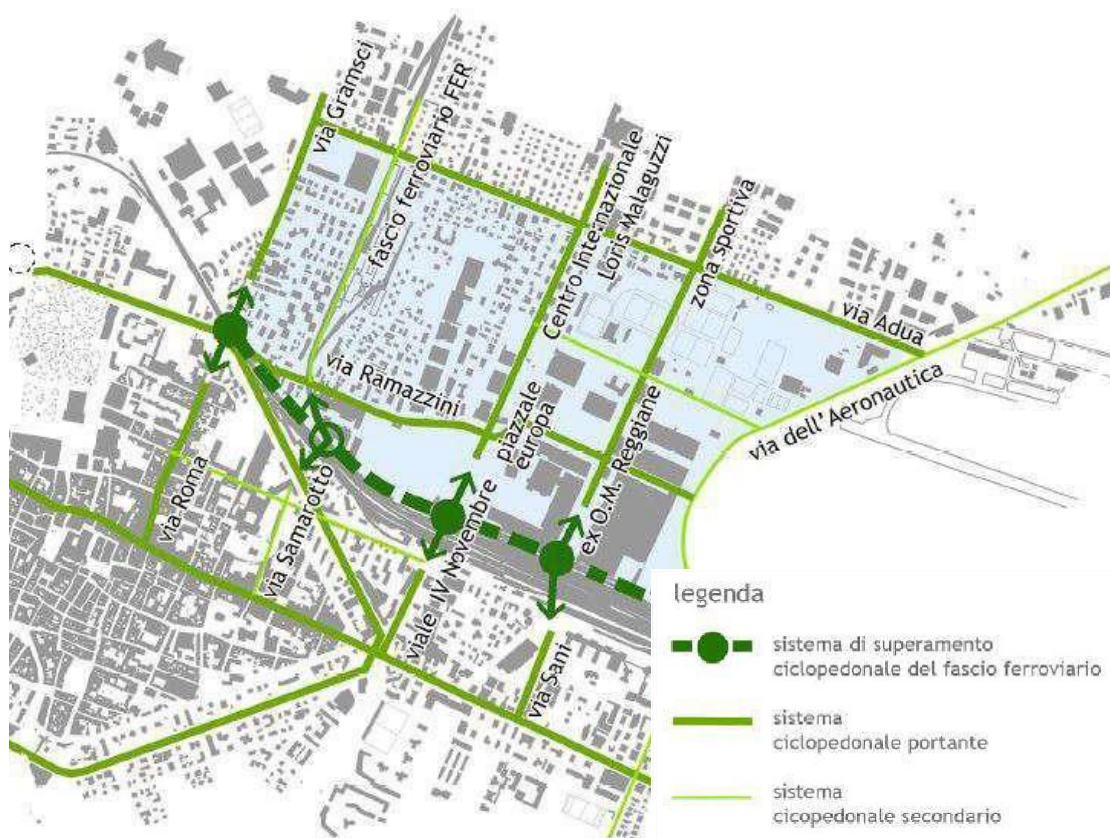 via Gramsci
fascio ferroviario FER
Centro Internazionale
Loris Malaguzzi
zona sportiva
via Adua
via dell'Aeronautica
via Ramazzini
piazzale
europa
ex O.M. Reggiane
via Roma
via Samarotto
viale IV Novembre
via Sani
legenda
sistema di superamento
ciclopedonale del fascio ferroviario
sistema
ciclopedonale portante
sistema
cicopedonale secondario